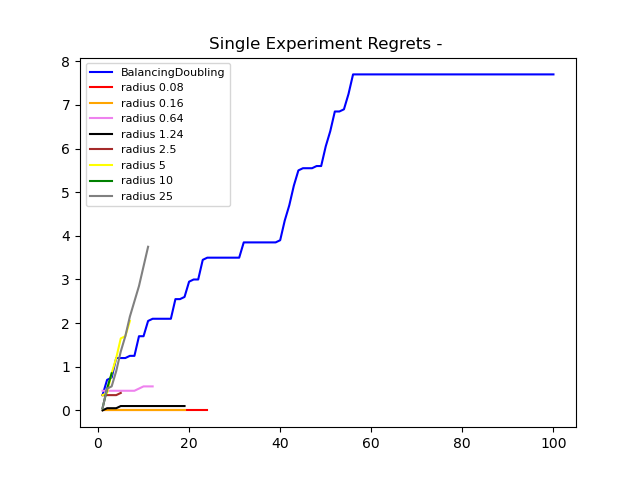 Single Experiment Regrets -
8
7
6
5
4
3
2
1
0
BalancingDoubling
radius 0.08
radius 0.16
radius 0.64
radius 1.24
radius 2.5
radius 5
radius 10
radius 25
0 20 40 60 80 100